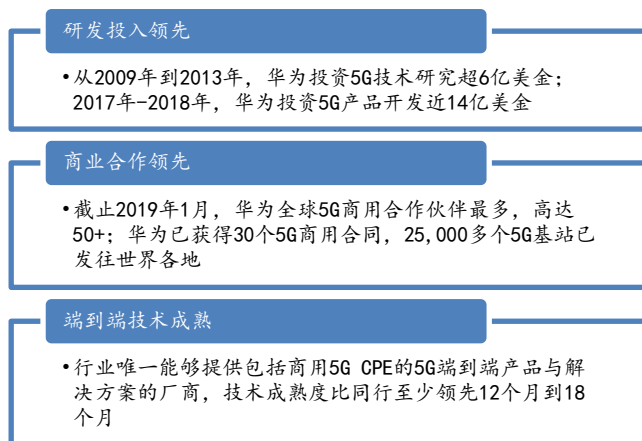 研发投入领先
•从2009年到2013年，华为投资5G技术研究超6亿美金；
2017年-2018年，华为投资5G产品开发近14亿美金
商业合作领先
•截止2019年1月，华为全球5G商用合作伙伴最多，高达
50+；华为已获得30个5G商用合同，25,000多个5G基站已
发往世界各地
端到端技术成熟
•行业唯一能够提供包括商用5G CPE的5G端到端产品与解
决方案的厂商，技术成熟度比同行至少领先12个月到18
个月